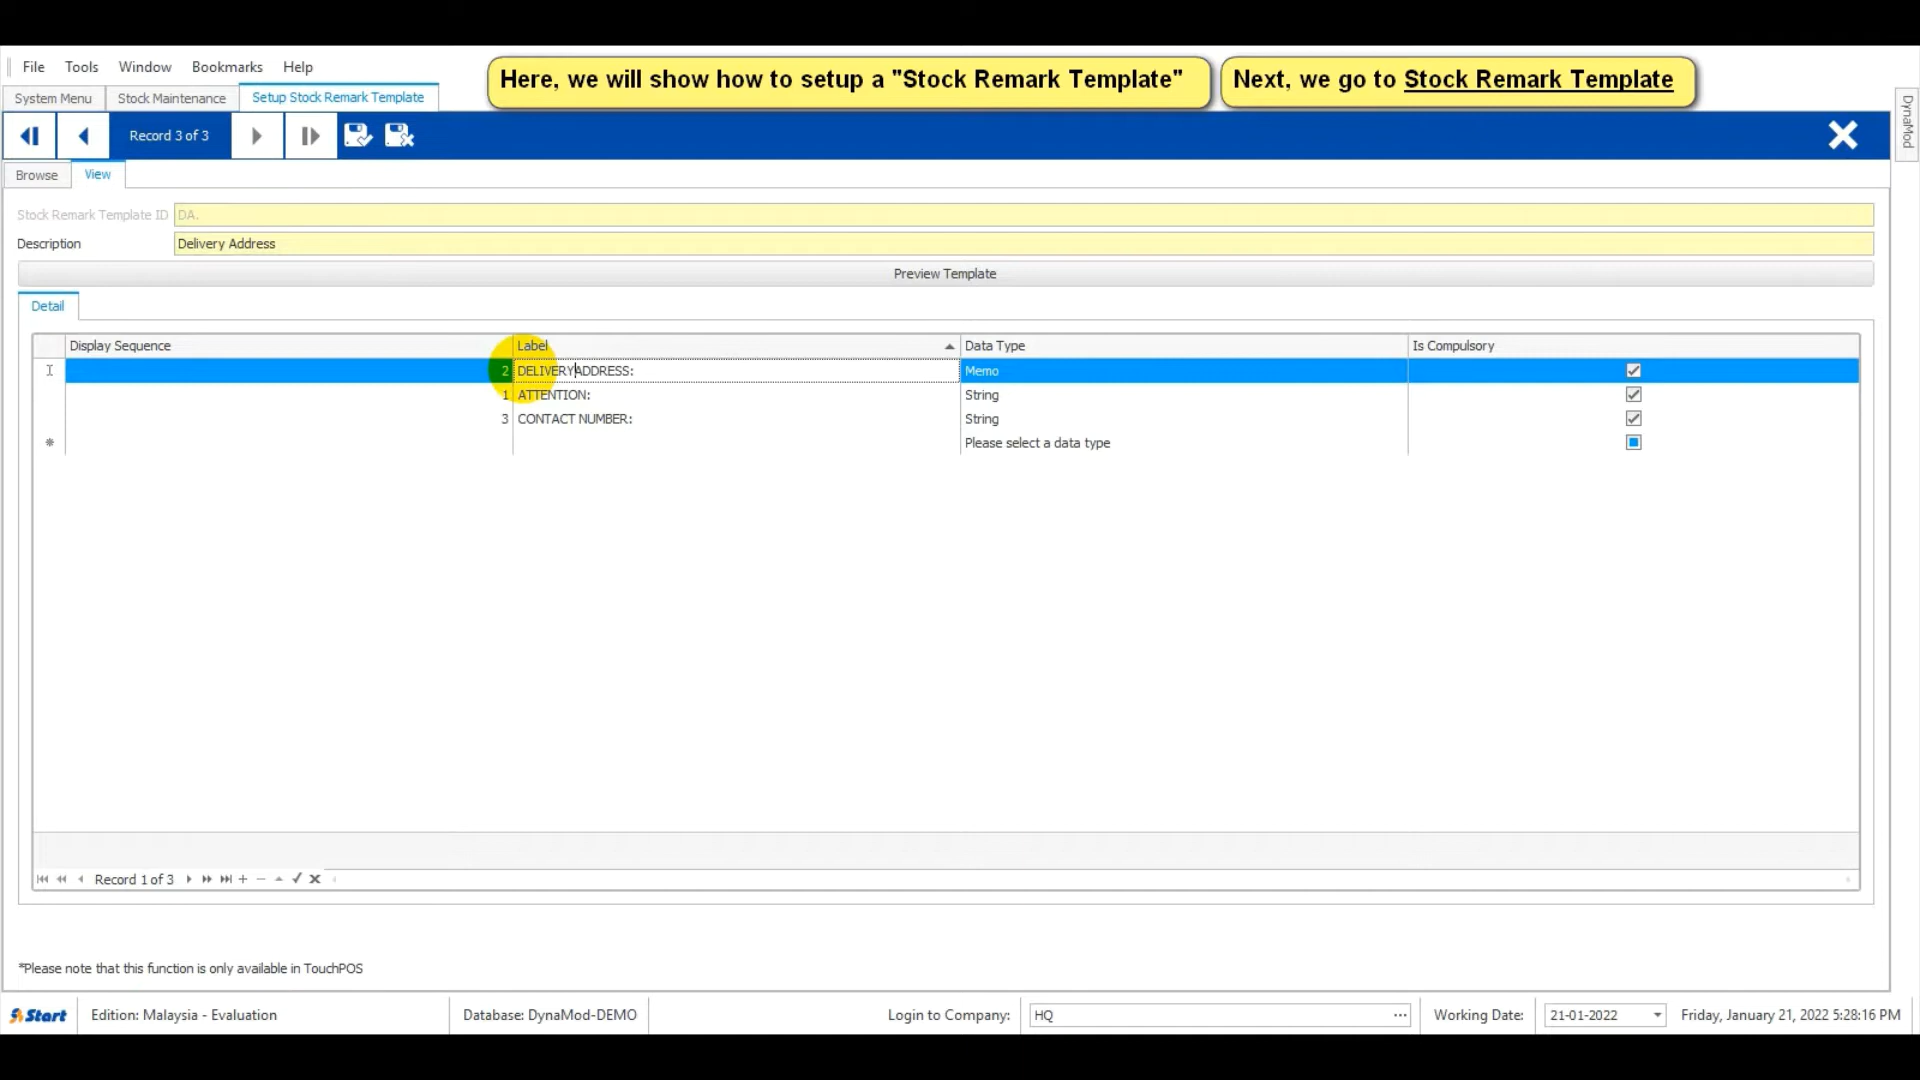 File Tools Window Bookmarks Help
Here, we will show how to setup a "Stock Remark Template"
Next, we go to Stock Remark Template
System Menu Stock Maintenance Setup Stock Remark Template
DynaMod
Record 3 of 3
Browse View
Stock Remark Template ID DA.
Description Delivery Address
Preview Template
Detail
Display Sequence Label Data Type Is Compulsory
2 DELIVERYADDRESS: Memo
1 ATTENTION: String
3 CONTACT NUMBER: String
Please select a data type
Record 1 of 3
*Please note that this function is only available in TouchPOS
Start Edition: Malaysia - Evaluation Database: DynaMod-DEMO Login to Company: HQ Working Date: 21-01-2022 Friday, January 21, 2022 5:28:16 PM